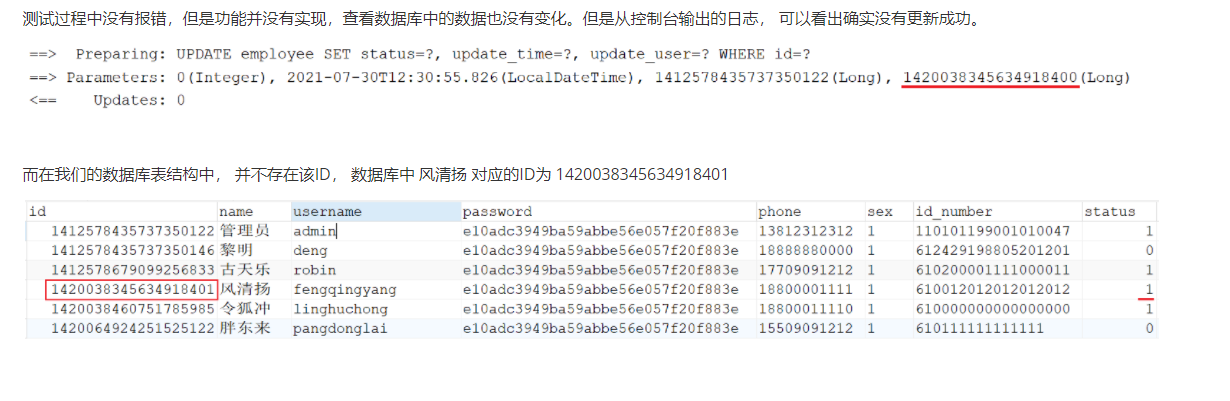 测试过程中没有报错，但是功能并没有实现，查看数据库中的数据也没有变化。但是从控制台输出的日志， 可以看出确实没有更新成功。
==>  Preparing: UPDATE employee SET status=?, update_time=?, update_user=? WHERE id=?
==> Parameters: 0(Integer), 2021-07-30T12:30:55.826(LocalDateTime), 1412578435737350122(Long), 1420038345634918400(Long)
<==    Updates: 0
而在我们的数据库表结构中， 并不存在该ID， 数据库中 风清扬 对应的ID为 1420038345634918401
id name username password phone sex id_number status
1412578435737350122 管理员 admin e10adc3949ba59abbe56e057f20f883e 13812312312 1 110101199001010047 1
1412578435737350146 黎明 deng e10adc3949ba59abbe56e057f20f883e 18888880000 1 612429198805201201 0
1412578679099256833 古天乐 robin e10adc3949ba59abbe56e057f20f883e 17709091212 1 610200001111000011 1
1420038345634918401 风清扬 fengqingyang e10adc3949ba59abbe56e057f20f883e 18800001111 1 610012012012012012 1
1420038460751785985 令狐冲 linghuchong e10adc3949ba59abbe56e057f20f883e 18800011110 1 610000000000000000 1
1420064924251525122 胖东来 pangdonglai e10adc3949ba59abbe56e057f20f883e 15509091212 1 610111111111111 0